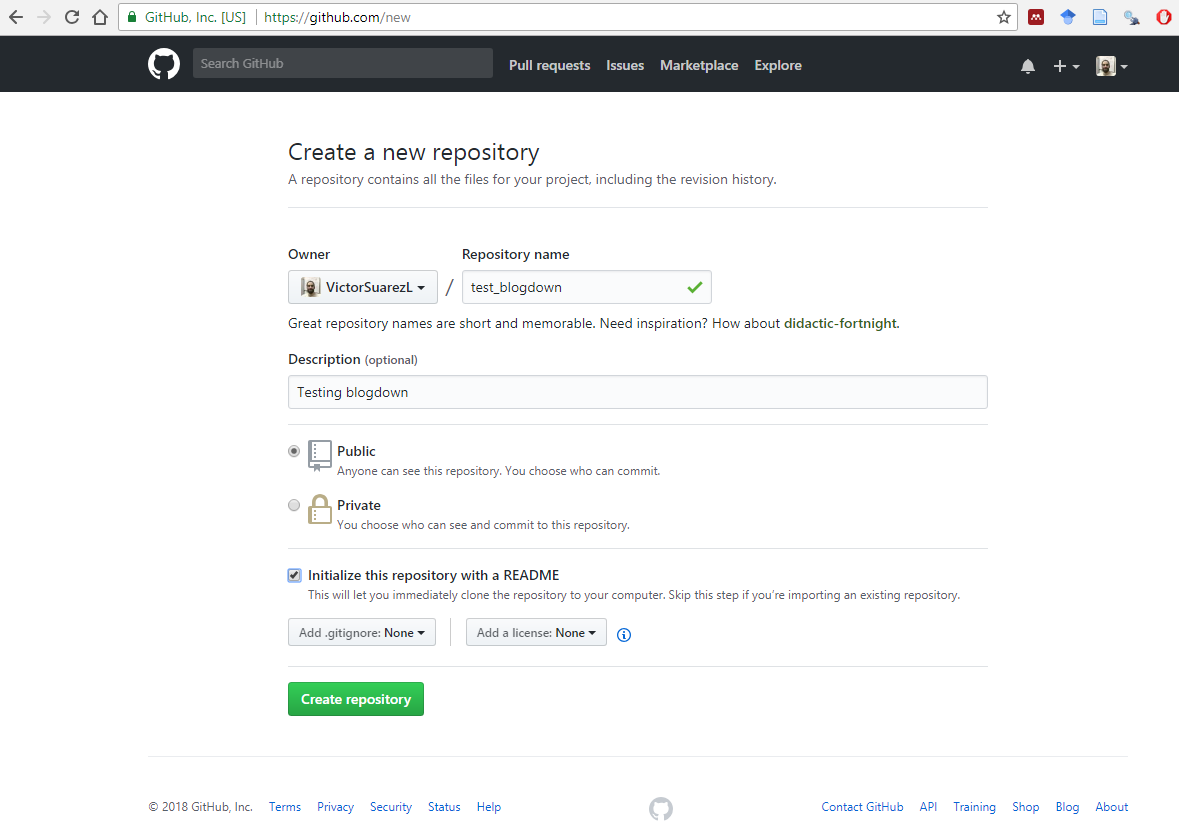 GitHub, Inc. [US] https://github.com/new
Search GitHub
Pull requests Issues Marketplace Explore
Create a new repository
A repository contains all the files for your project, including the revision history.
Owner Repository name
VictorSuarezL / test_blogdown
Great repository names are short and memorable. Need inspiration? How about didactic-fortnight.
Description (optional)
Testing blogdown
Public
Anyone can see this repository. You choose who can commit.
Private
You choose who can see and commit to this repository.
Initialize this repository with a README
This will let you immediately clone the repository to your computer. Skip this step if you’re importing an existing repository.
Add .gitignore: None Add a license: None
Create repository
© 2018 GitHub, Inc. Terms Privacy Security Status Help Contact GitHub API Training Shop Blog About